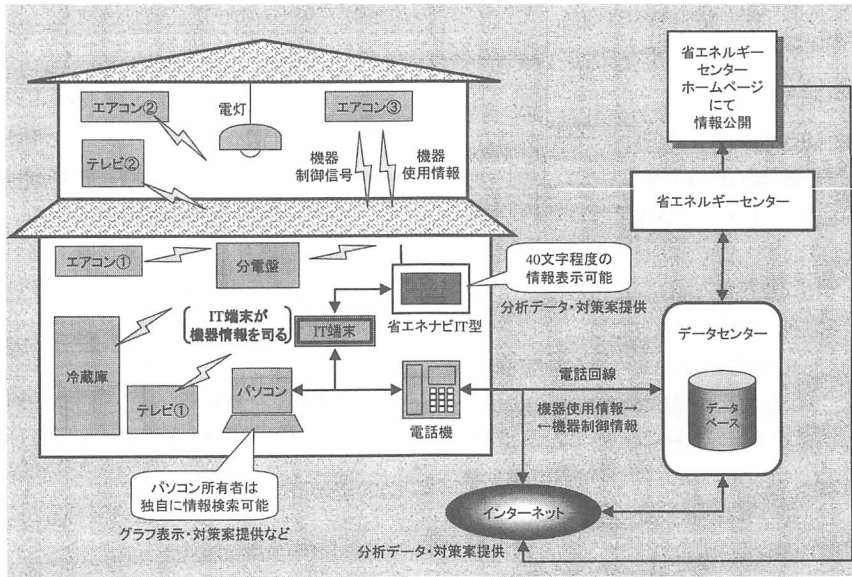 エアコン②
電灯
エアコン③
テレビ②
機器
制御信号
機器
使用情報
エアコン①
分電盤
40文字程度の
情報表示可能
IT端末が
機器情報を司る
IT端末
省エネナビIT型
分析データ・対策案提供
冷蔵庫
テレビ①
パソコン
電話機
パソコン所有者は
独自に情報検索可能
グラフ表示・対策案提供など
省エネルギー
センター
ホームページ
にて
情報公開
省エネルギーセンター
データセンター
データ
ベース
電話回線
機器使用情報→
←機器制御情報
インターネット
分析データ・対策案提供